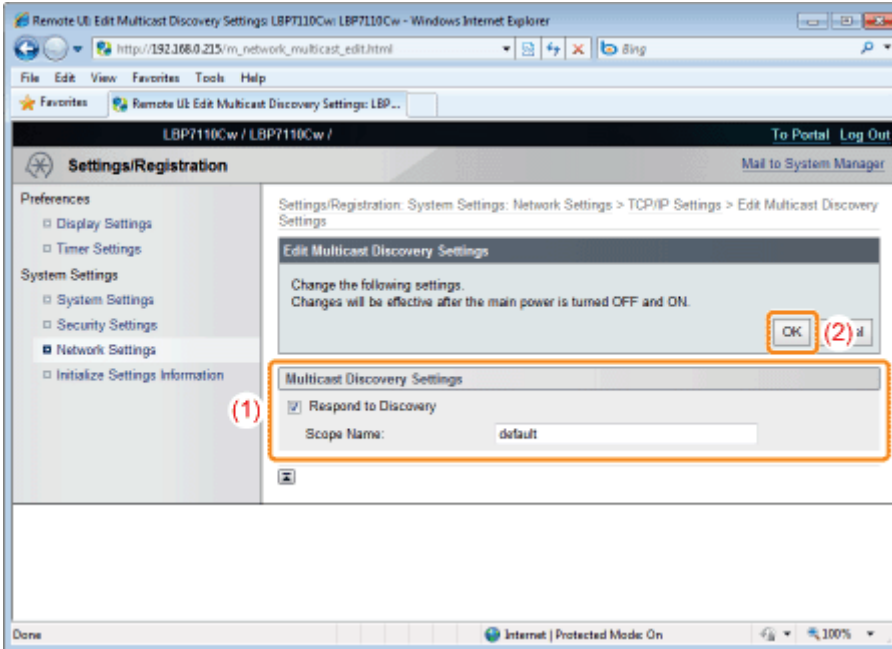 Remote UI: Edit Multicast Discovery Settings: LBP7110Cw: LBP7110Cw - Windows Internet Explorer
http://192.168.0.215/m_network_multicast_edit.html
Bing
File Edit View Favorites Tools Help
Favorites
Remote UI: Edit Multicast Discovery Settings: LBP...
LBP7110Cw / LBP7110Cw /
To Portal Log Out
Settings/Registration
Mail to System Manager
Preferences
Display Settings
Timer Settings
System Settings
System Settings
Security Settings
Network Settings
Initialize Settings Information
Settings/Registration: System Settings: Network Settings > TCP/IP Settings > Edit Multicast Discovery
Settings
Edit Multicast Discovery Settings
Change the following settings.
Changes will be effective after the main power is turned OFF and ON.
OK
(2)
(1)
Multicast Discovery Settings
Respond to Discovery
Scope Name: default
Done
Internet | Protected Mode: On
100%